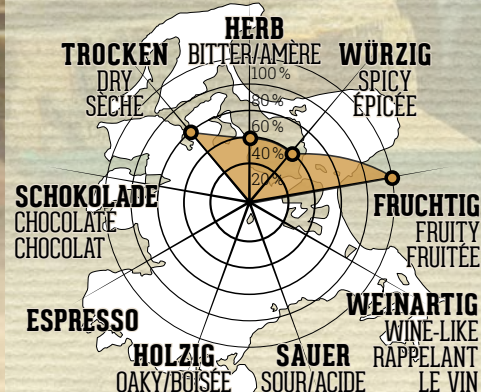 HERB
BITTER/AMÈRE
TROCKEN
DRY
SÈCHE
WÜRZIG
SPICY
ÉPICÉE
100%
80%
60%
40%
20%
SCHOKOLADE
CHOCOLATE
CHOCOLAT
FRUCHTIG
FRUITY
FRUITÉE
ESPRESSO
WEINARTIG
WINE-LIKE
RAPPELANT
LE VIN
HOLZIG
OAKY/BOISÉE
SAUER
SOUR/ACIDE